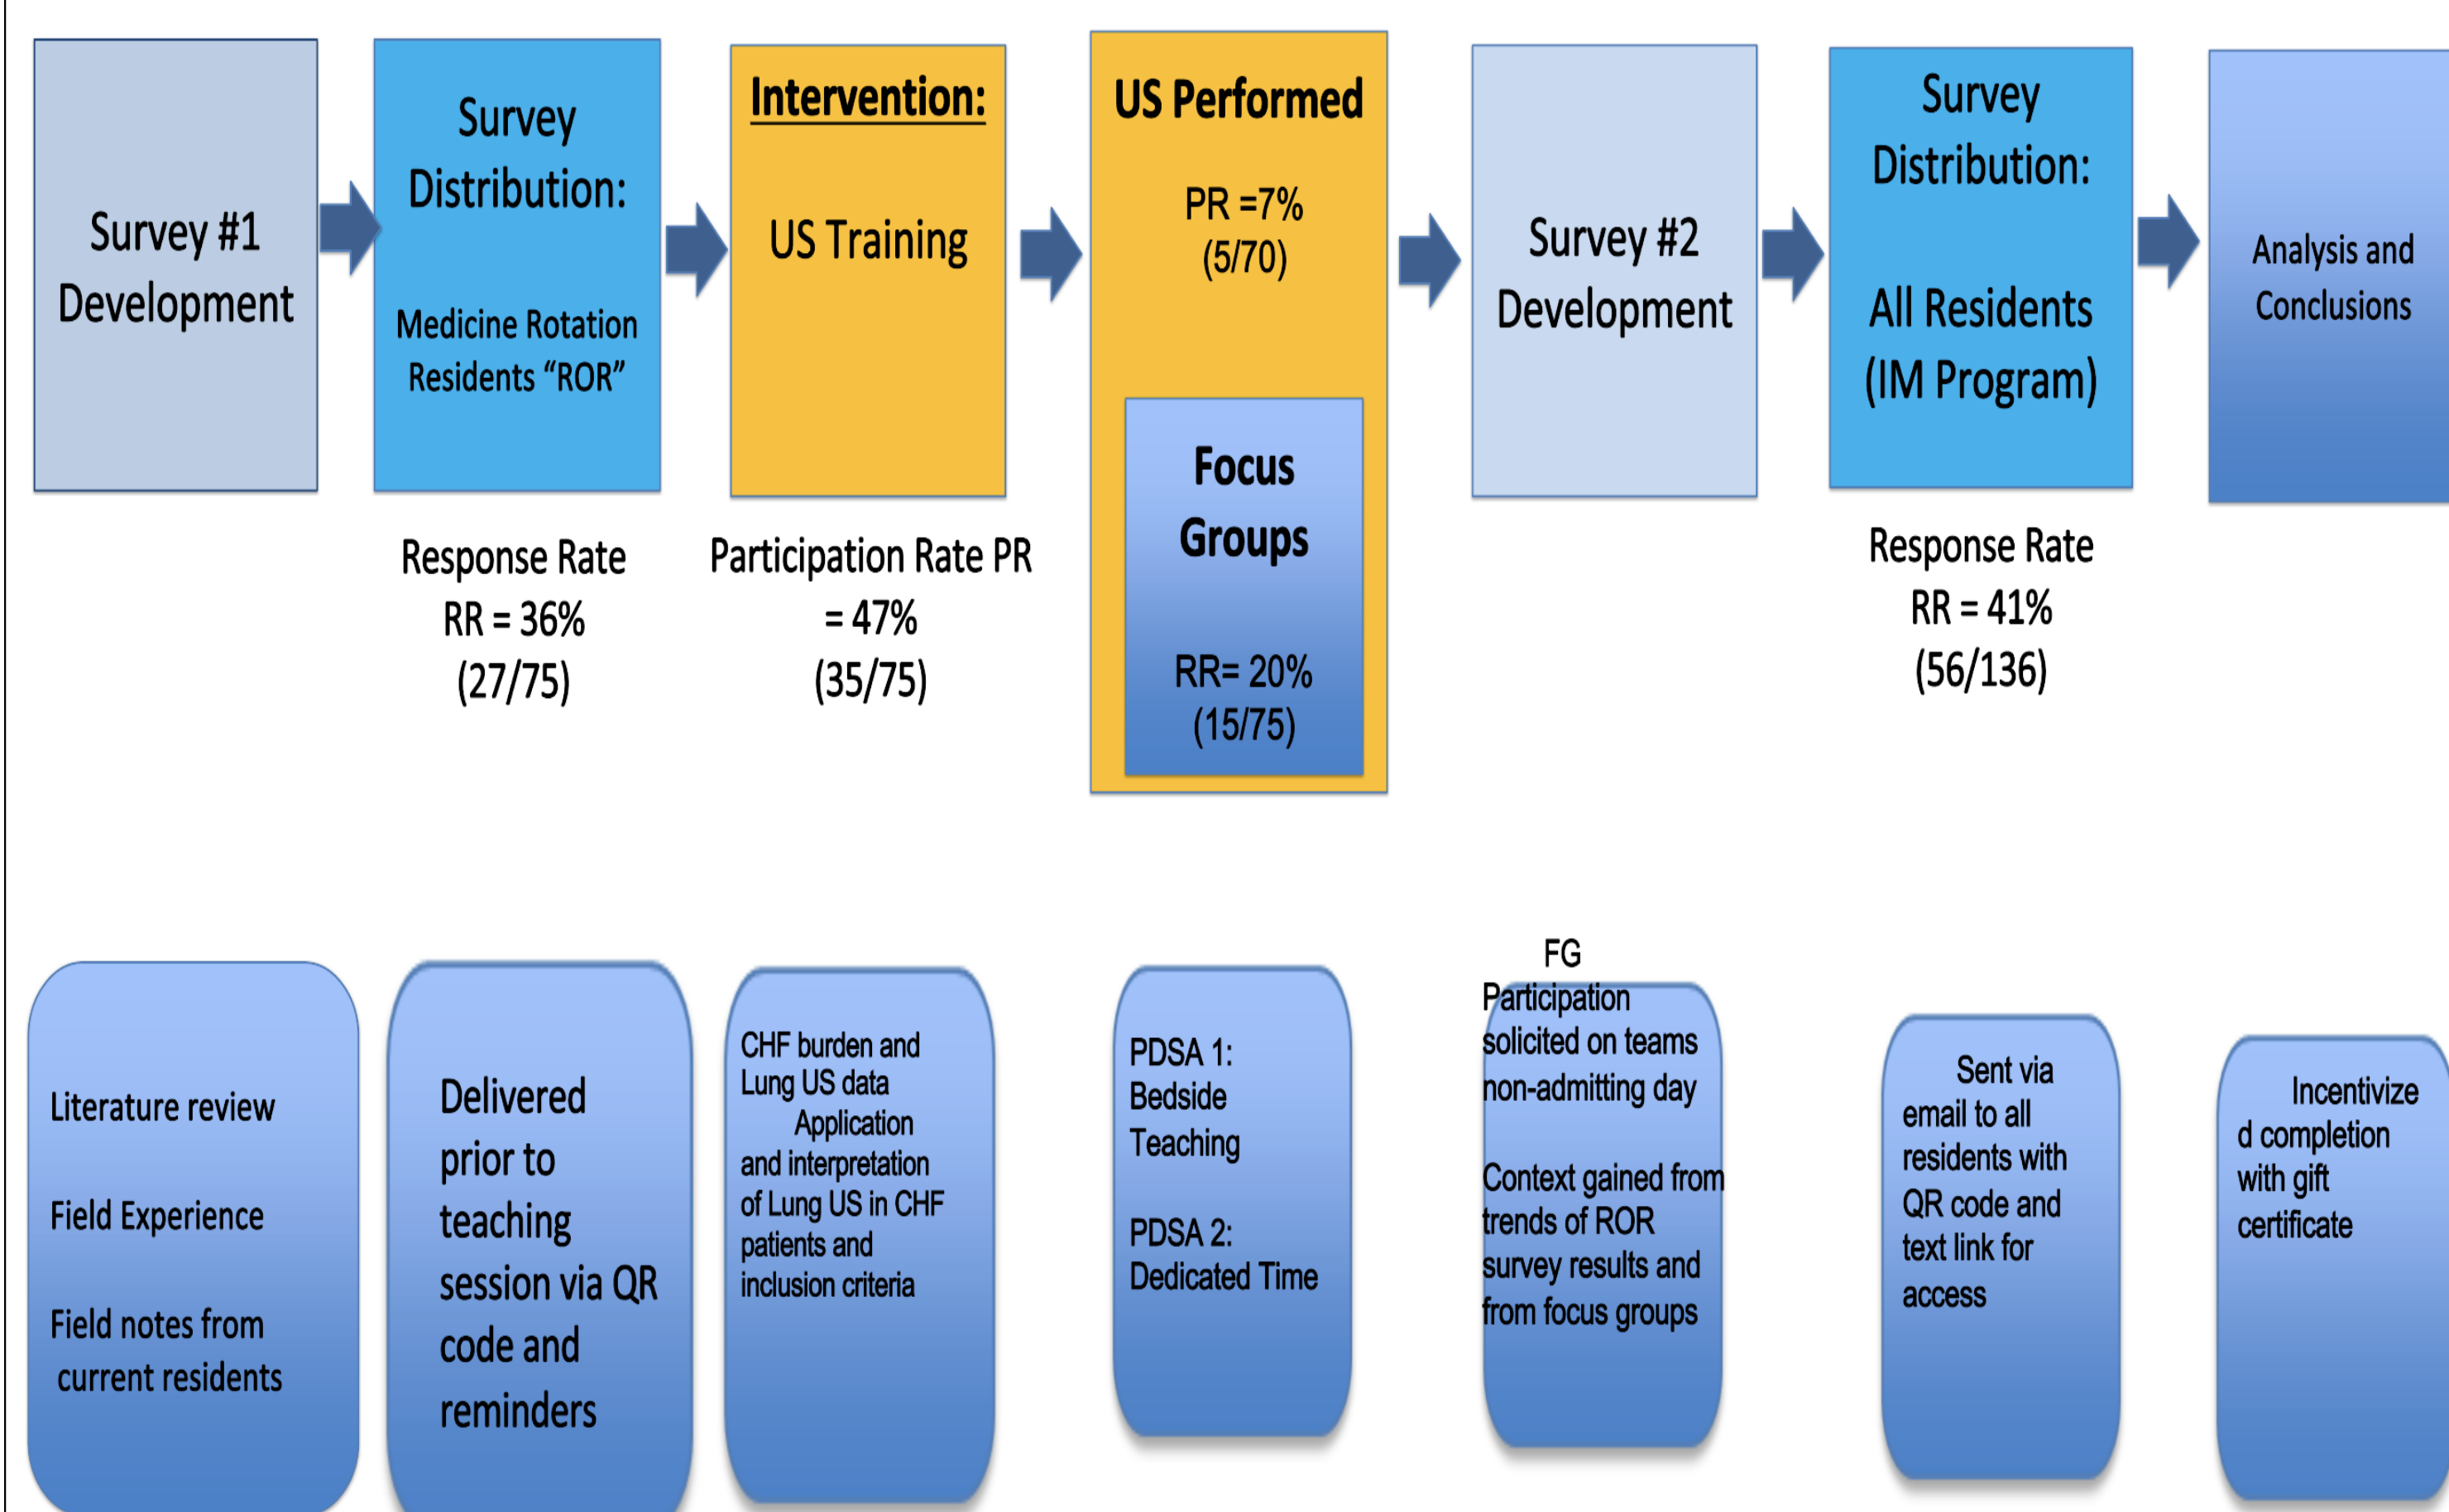 Survey #1
Development
Survey
Distribution:
Medicine Rotation
Residents “ROR”
Response Rate
RR = 36%
(27/75)
Intervention:
US Training
Participation Rate PR
= 47%
(35/75)
US Performed
PR =7%
(5/70)
Focus
Groups
RR= 20%
(15/75)
Survey #2
Development
Survey
Distribution:
All Residents
(IM Program)
Response Rate
RR = 41%
(56/136)
Analysis and
Conclusions
Literature review
Field Experience
Field notes from
current residents
Delivered
prior to
teaching
session via QR
code and
reminders
CHF burden and
Lung US data
Application
and interpretation
of Lung US in CHF
patients and
inclusion criteria
PDSA 1:
Bedside
Teaching
PDSA 2:
Dedicated Time
FG
Participation
solicited on teams
non-admitting day
Context gained from
trends of ROR
survey results and
from focus groups
Sent via
email to all
residents with
QR code and
text link for
access
Incentivize
d completion
with gift
certificate